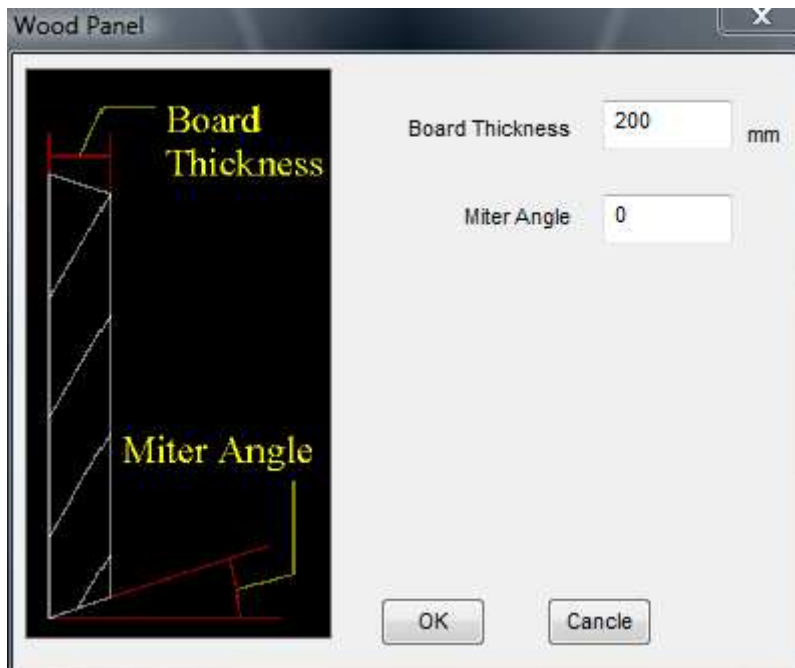 Wood Panel
X
Board
Thickness
Miter Angle
Board Thickness 200 mm
Miter Angle 0
OK Cancle